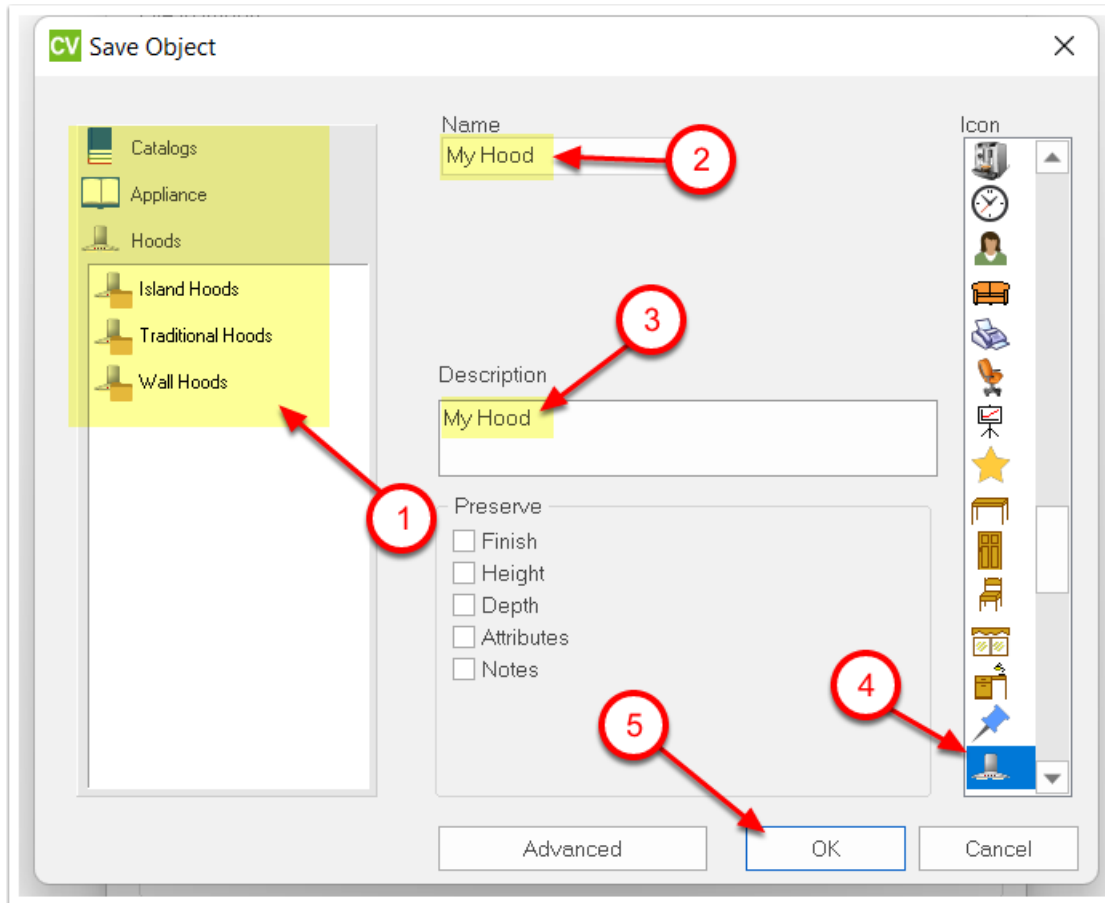 CV Save Object
Catalogs
Appliance
Hoods
Island Hoods
Traditional Hoods
Wall Hoods
1
Name
My Hood
2
3
Description
My Hood
Preserve
Finish
Height
Depth
Attributes
Notes
Icon
4
5
Advanced
OK
Cancel